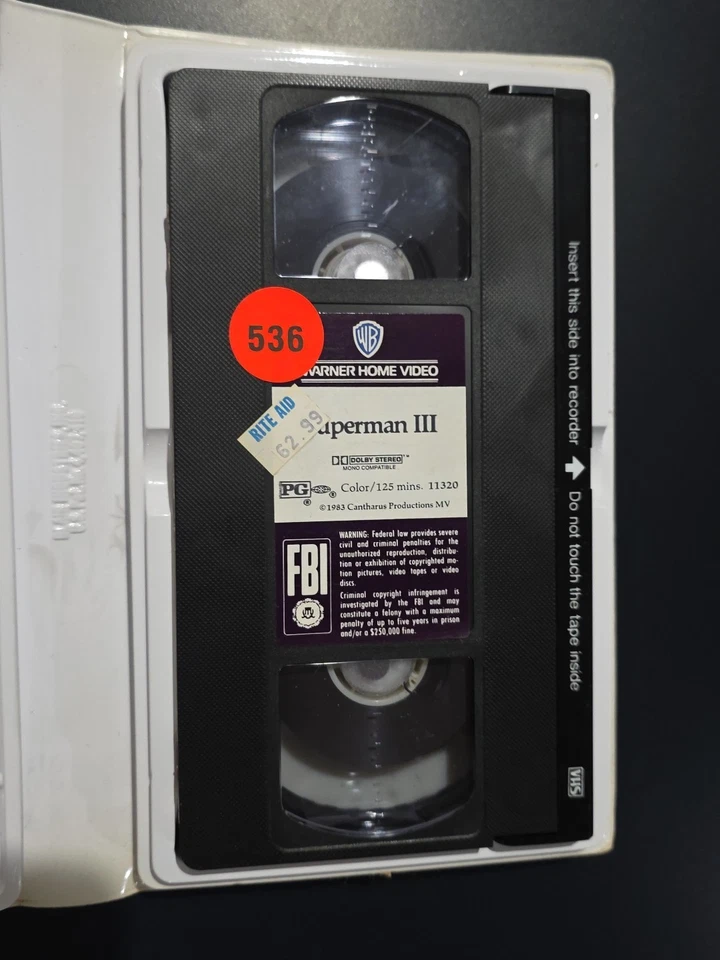 536
WB
WARNER HOME VIDEO
RITE AID
62.99
uperman III
DOLBY STEREO
MONO COMPATIBLE
PG Color/125 mins. 11320
©1983 Cantharus Productions MV
FBI
WARNING: Federal law provides severe
civil and criminal penalties for the
unauthorized reproduction, distribu-
tion or exhibition of copyrighted mo-
tion pictures, video tapes or video
discs.
Criminal copyright infringement is
investigated by the FBI and may
constitute a felony with a maximum
penalty of up to five years in prison
and/or a $250,000 fine.
Insert this side into recorder Do not touch the tape inside
VHS